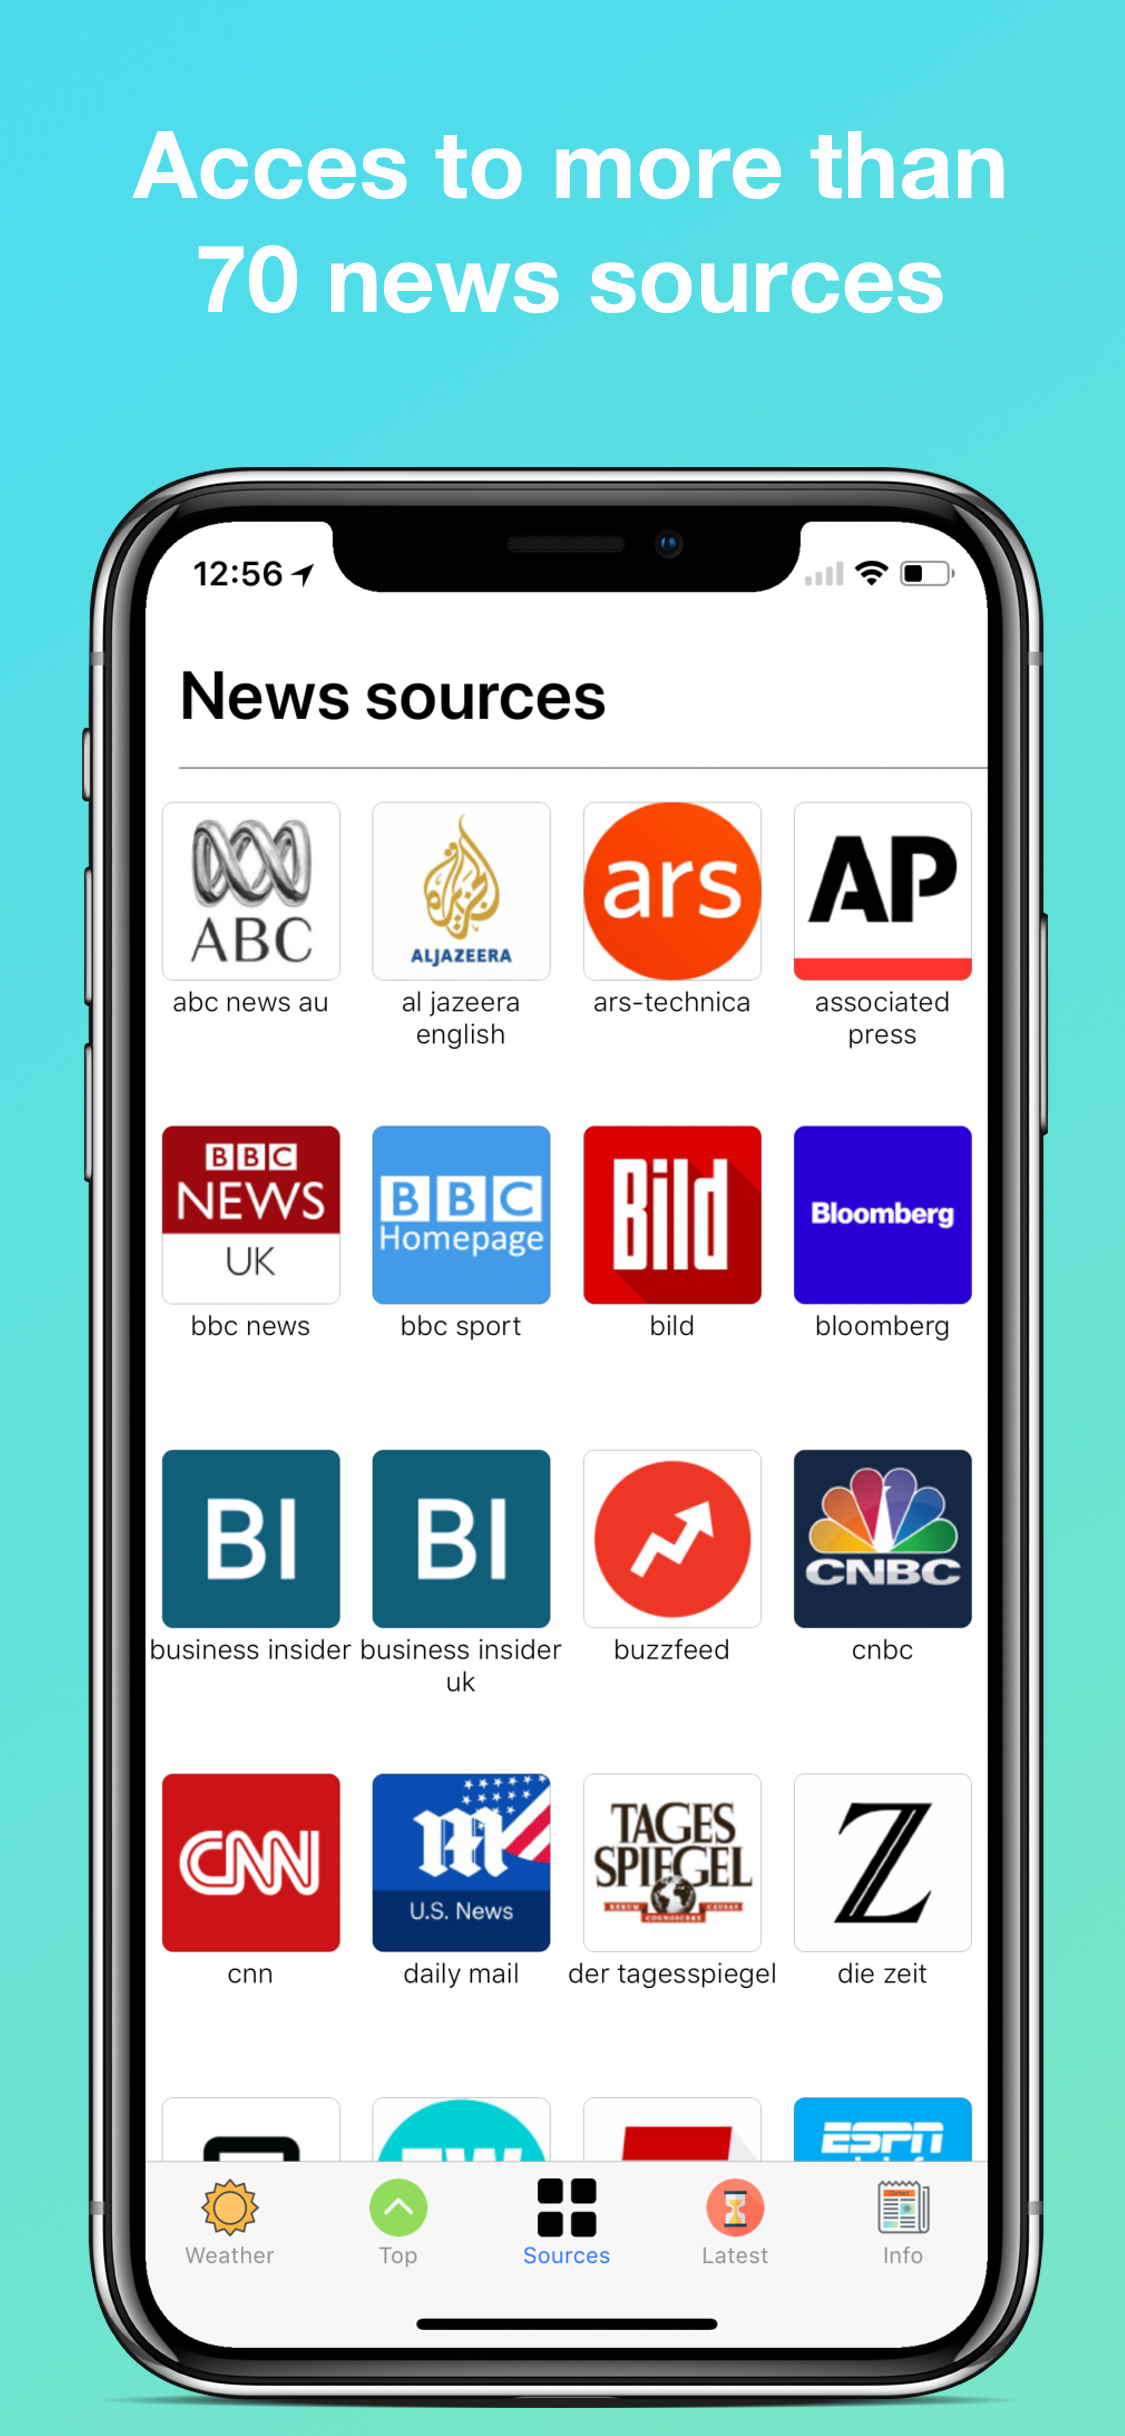 Acces to more than
70 news sources
12:56
News sources
ABC
ALJAZEERA
ars
AP
abc news au
al jazeera
english
ars-technica
associated
press
BBC
NEWS
UK
BBC
Homepage
Bild
Bloomberg
bbc news
bbc sport
bild
bloomberg
BI
BI
CNBC
business insider
business insider
uk
buzzfeed
cnbc
CNN
U.S. News
TAGES
SPIEGEL
RERUM
CAUSAS
COGNOSCERE
Z
cnn
daily mail
der tagesspiegel
die zeit
ESPN
Weather
Top
Sources
Latest
Info